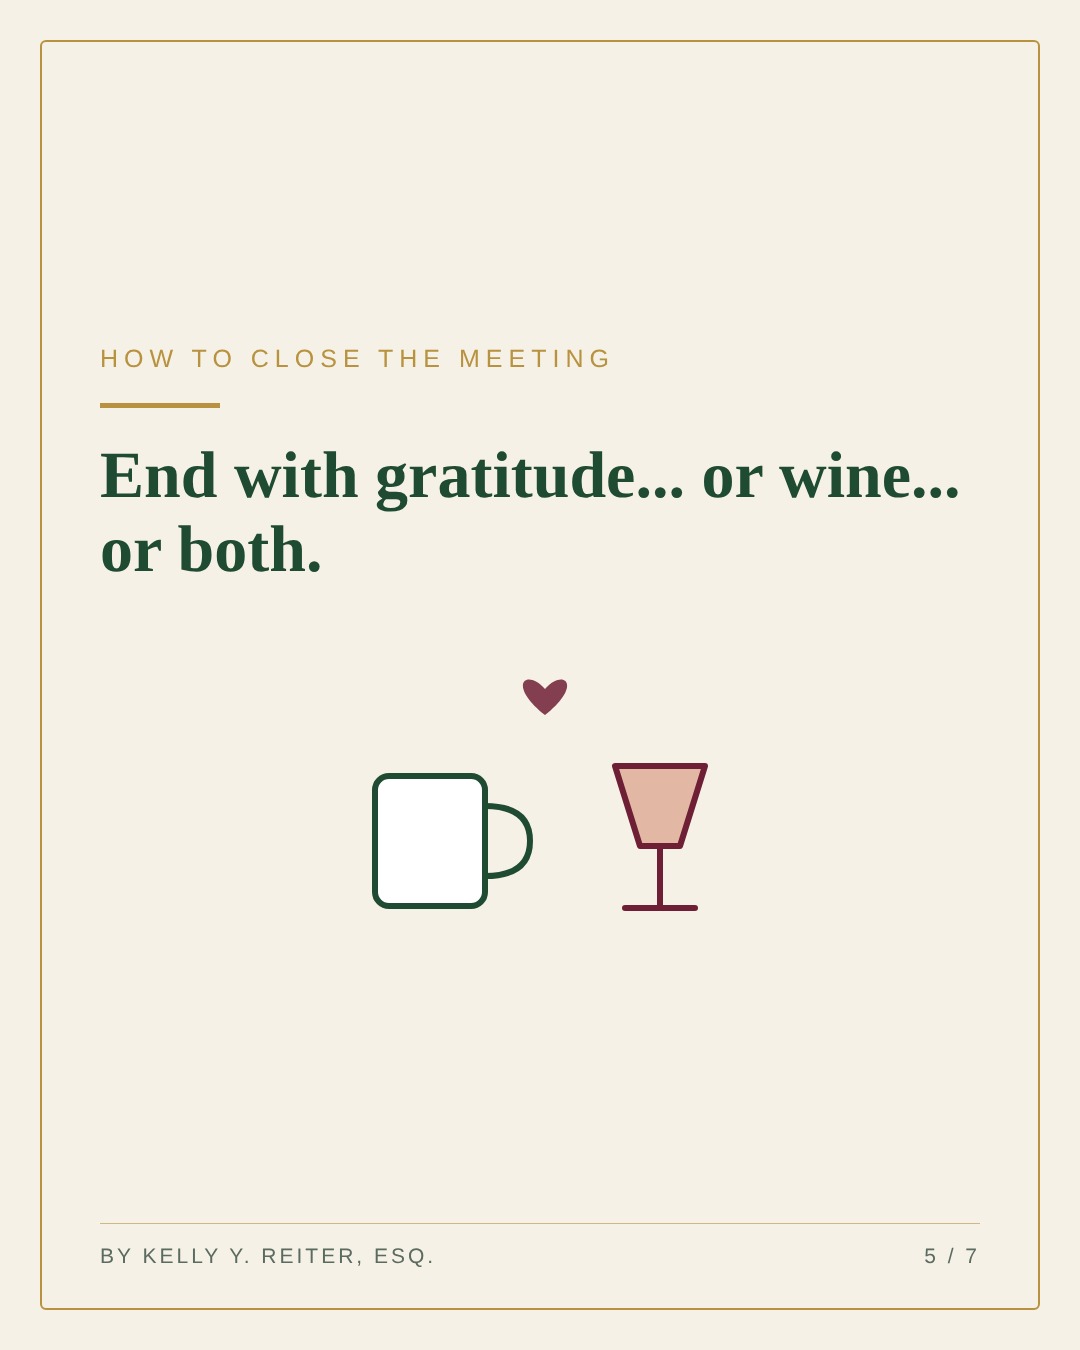 HOW TO CLOSE THE MEETING
End with gratitude... or wine...
or both.
BY KELLY Y. REITER, ESQ.
5 / 7